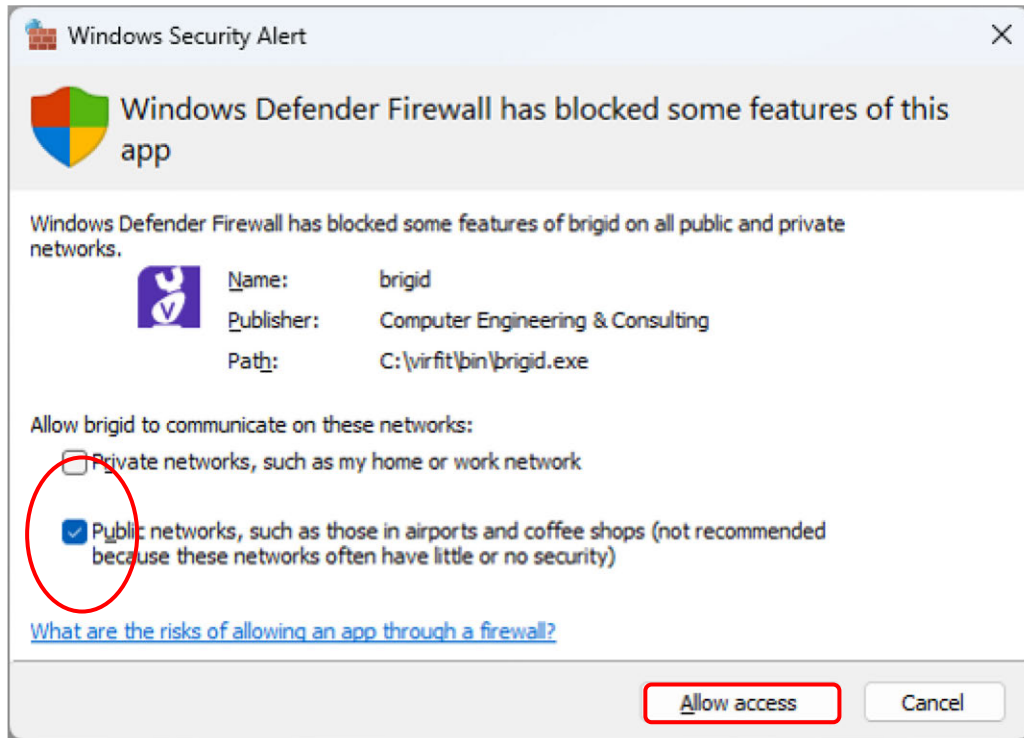 Windows Security Alert
Windows Defender Firewall has blocked some features of this
app
Windows Defender Firewall has blocked some features of brigid on all public and private
networks.
Name: brigid
Publisher: Computer Engineering & Consulting
Path: C:\virfit\bin\brigid.exe
Allow brigid to communicate on these networks:
Private networks, such as my home or work network
Public networks, such as those in airports and coffee shops (not recommended
because these networks often have little or no security)
What are the risks of allowing an app through a firewall?
Allow access Cancel